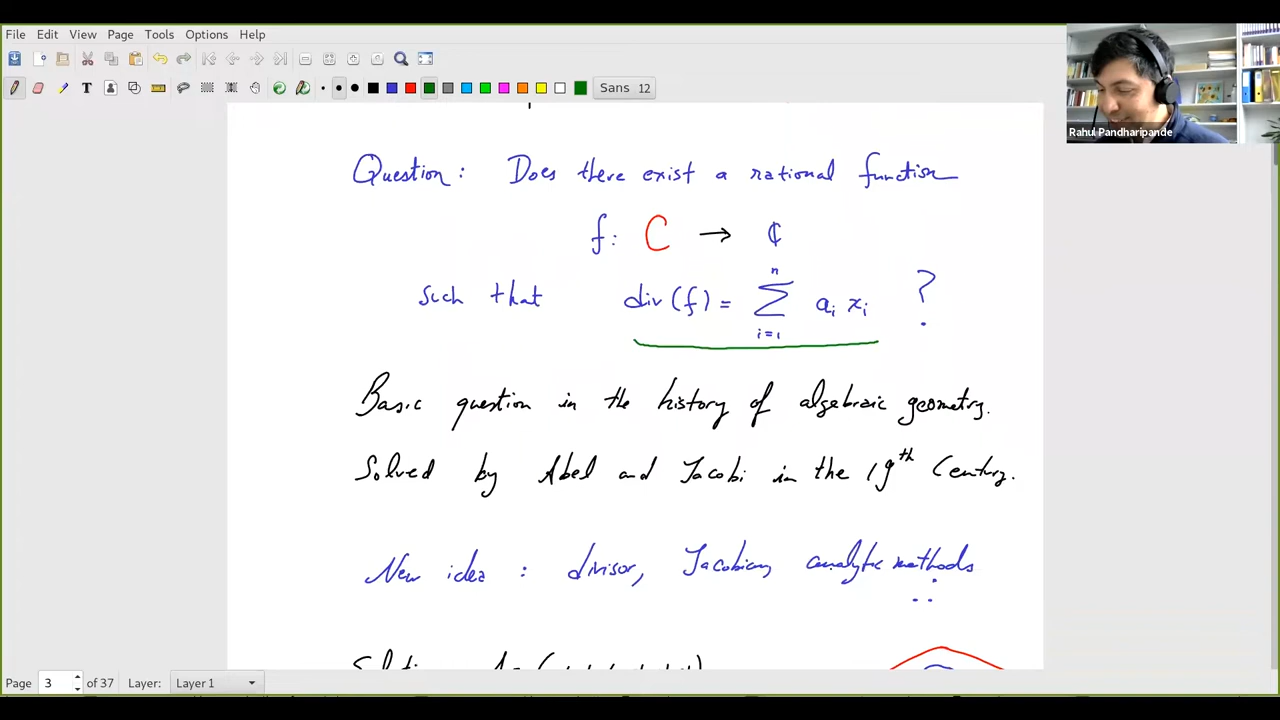 File Edit View Page Tools Options Help
Sans 12
Rahul Pandharipande
Question: Does there exist a rational function
f: C → ₵
such that div(f) = Σ_{i=1}^{n} a_i x_i ?
Basic question in the history of algebraic geometry.
Solved by Abel and Jacobi in the 19th Century.
New idea : divisor, Jacobian, analytic methods
Page 3 of 37 Layer: Layer 1